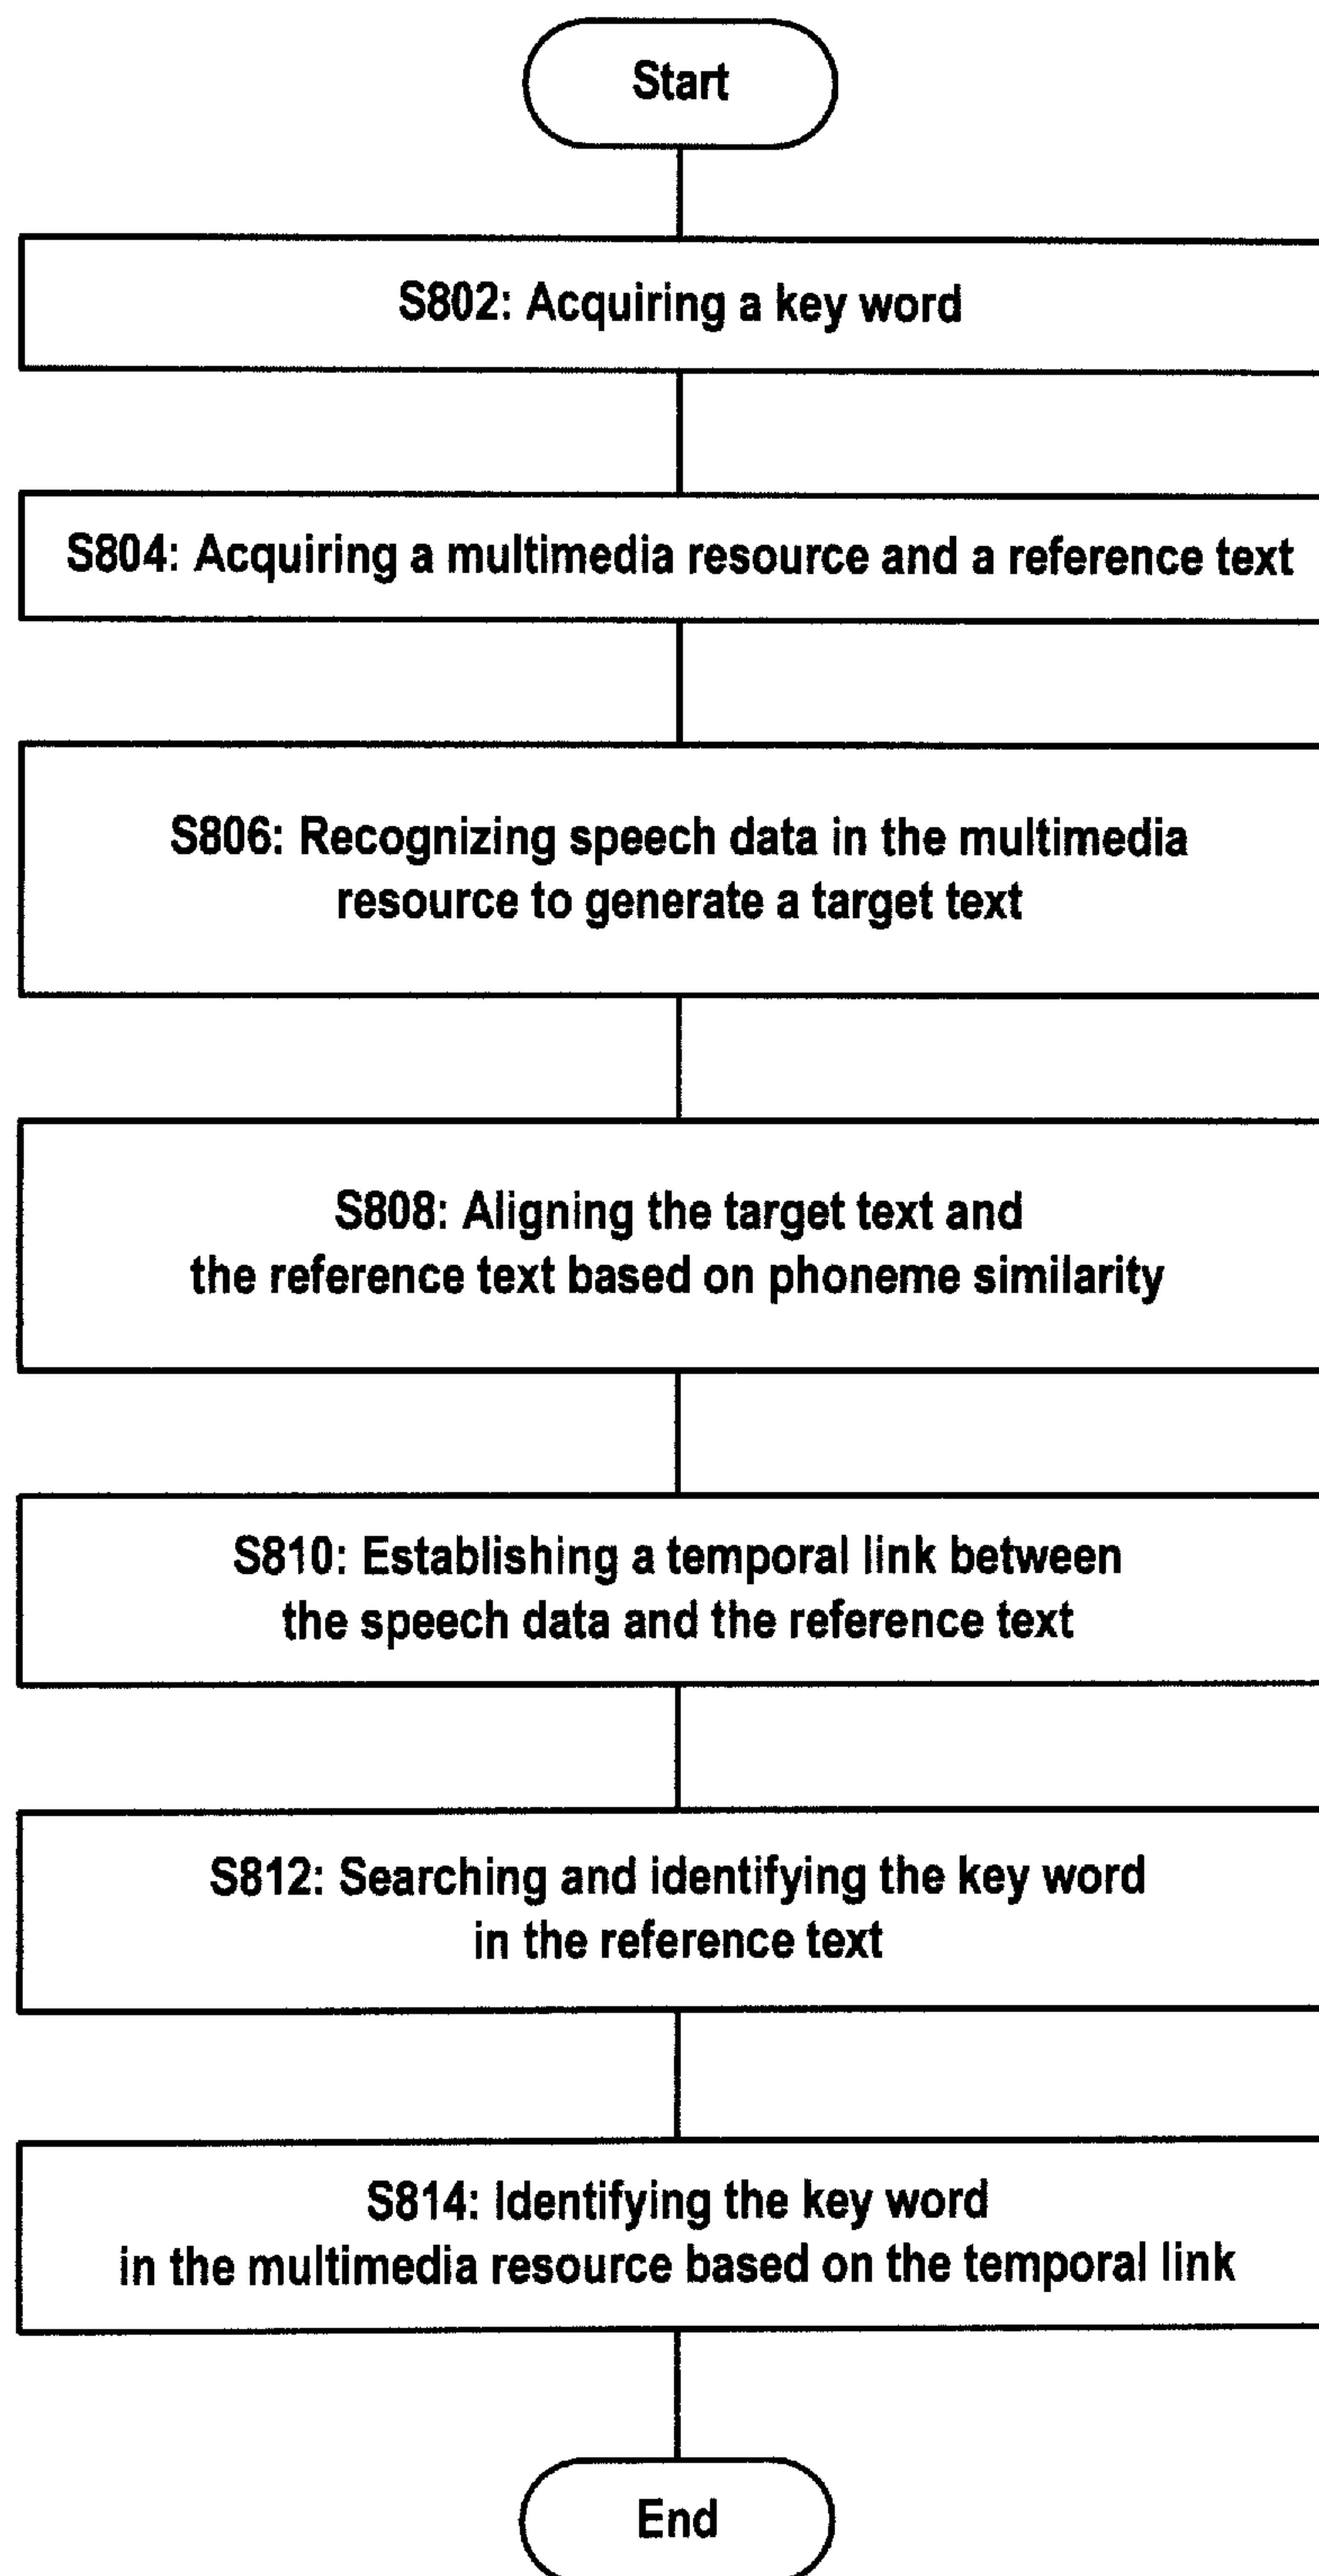 Start
S802: Acquiring a key word
S804: Acquiring a multimedia resource and a reference text
S806: Recognizing speech data in the multimedia
resource to generate a target text
S808: Aligning the target text and
the reference text based on phoneme similarity
S810: Establishing a temporal link between
the speech data and the reference text
S812: Searching and identifying the key word
in the reference text
S814: Identifying the key word
in the multimedia resource based on the temporal link
End